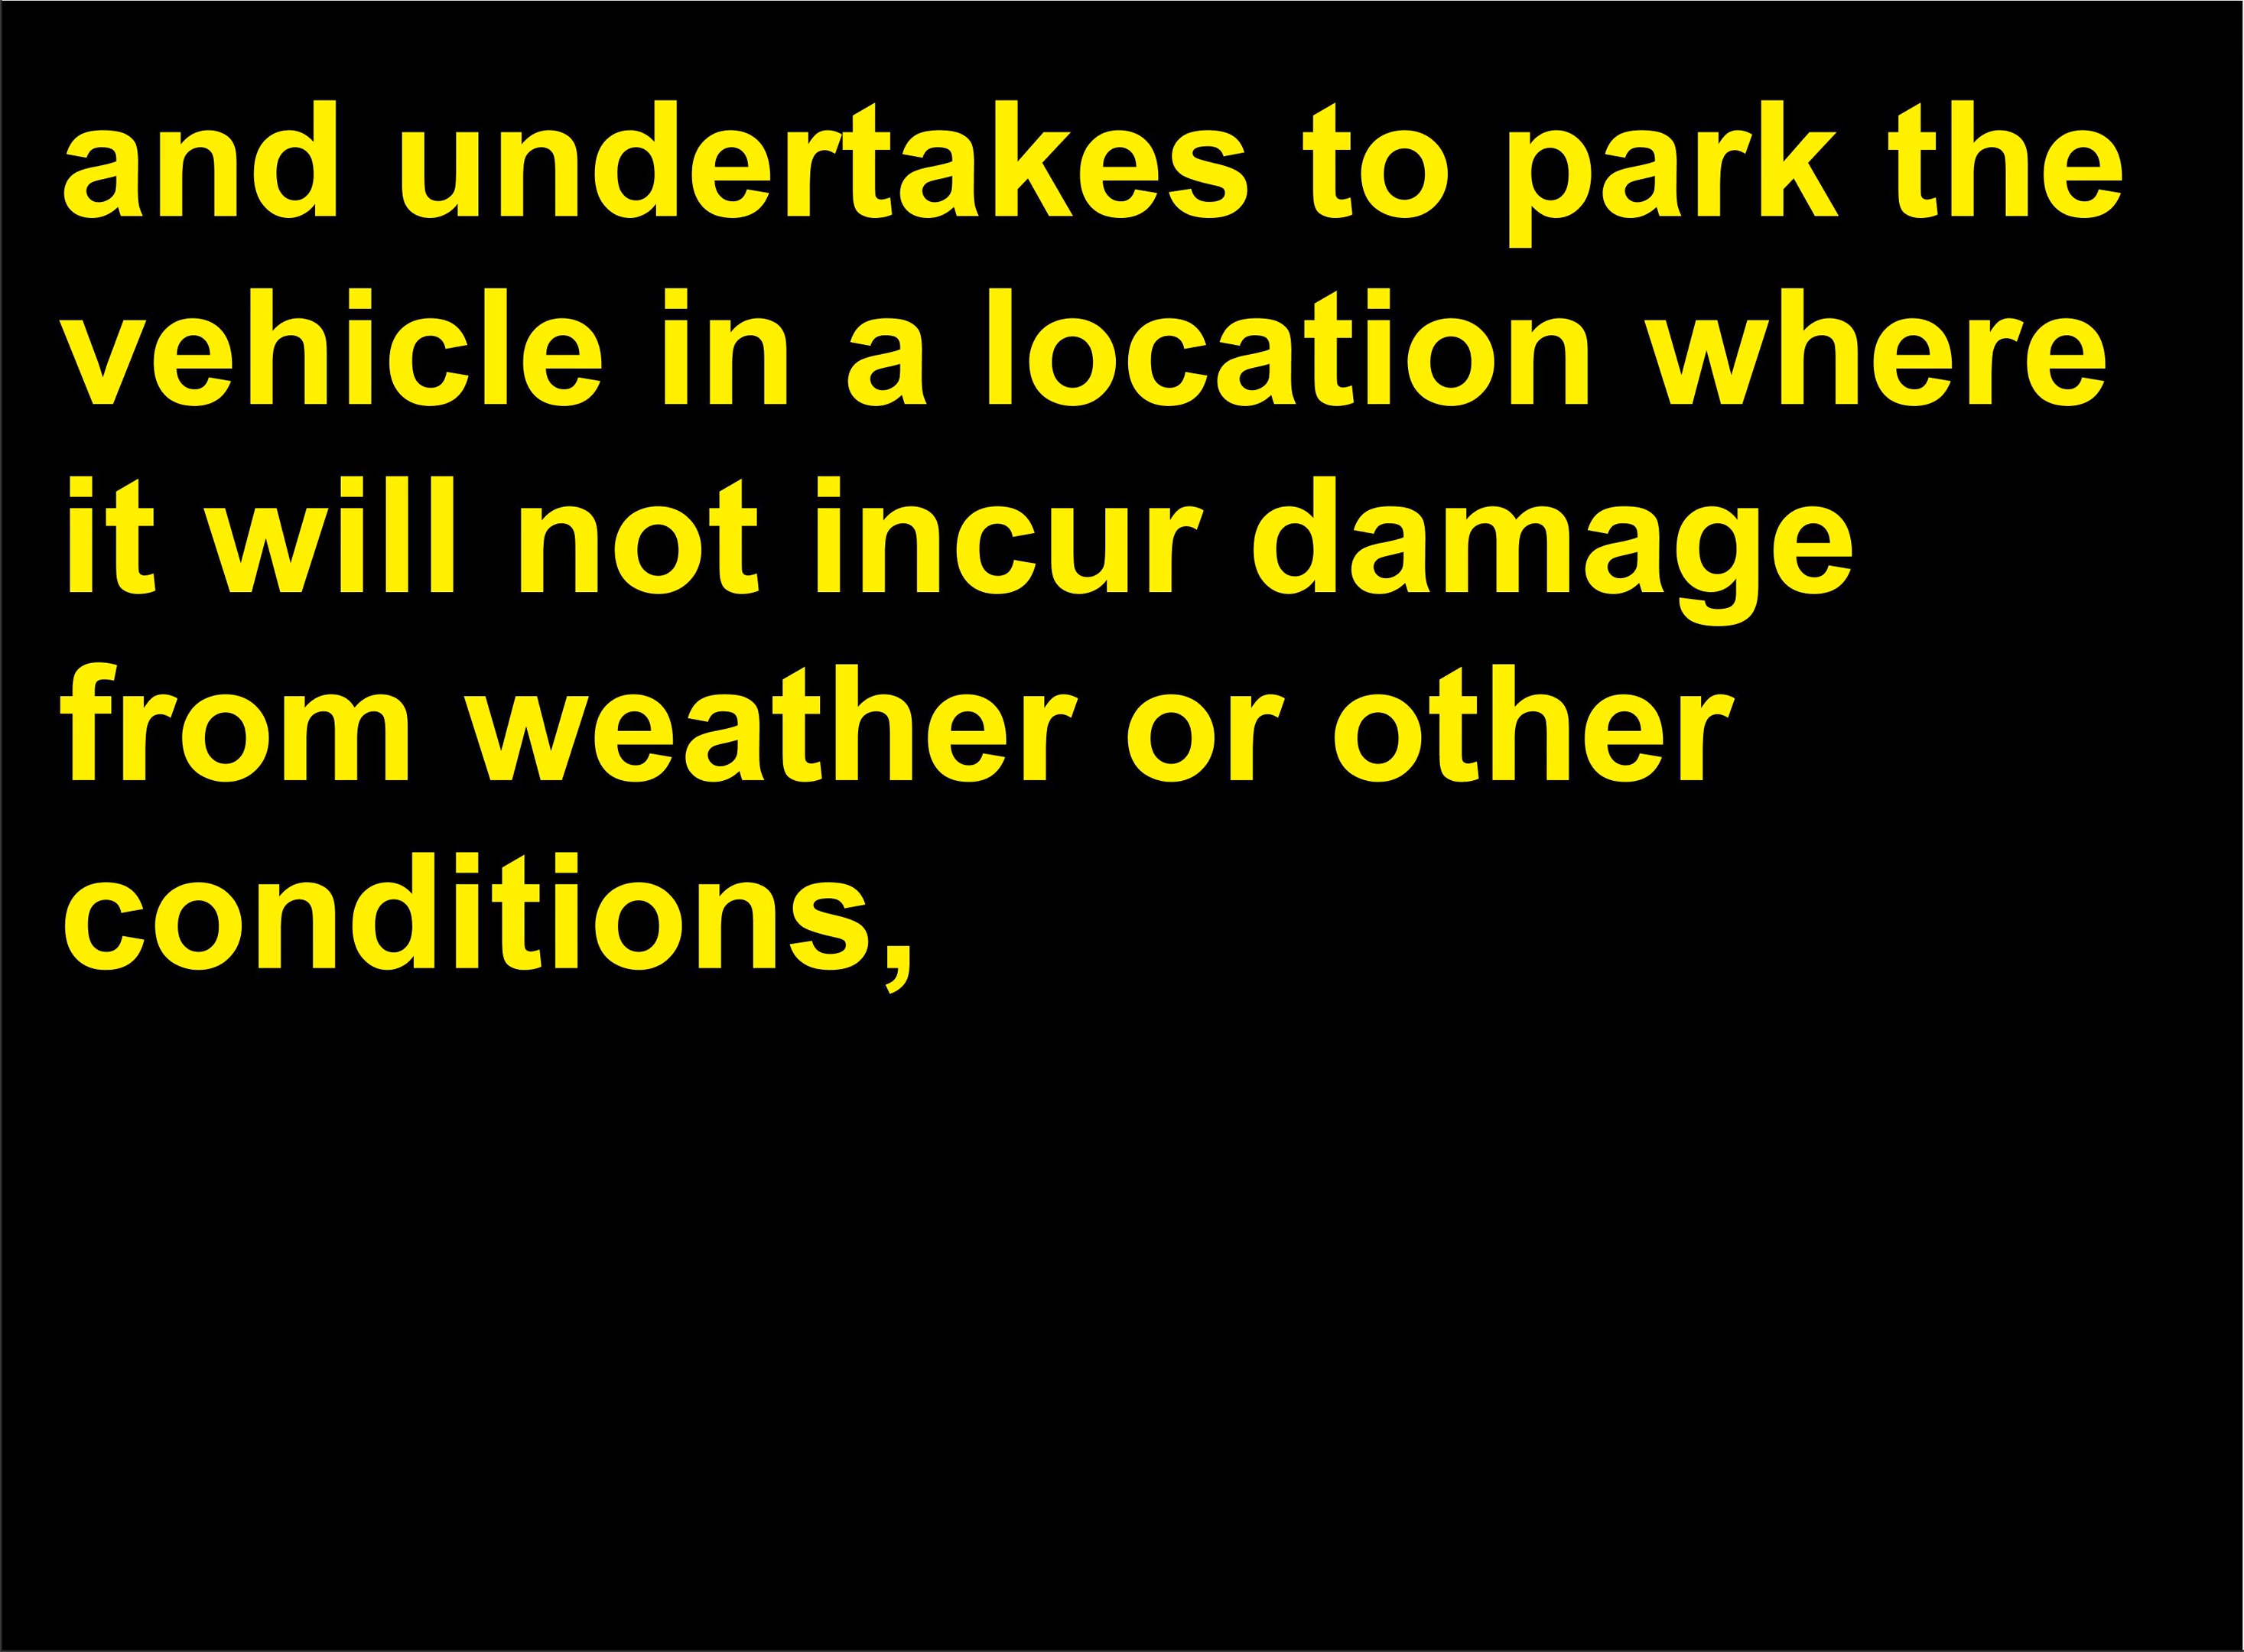 and undertakes to park the
vehicle in a location where
it will not incur damage
from weather or other
conditions,